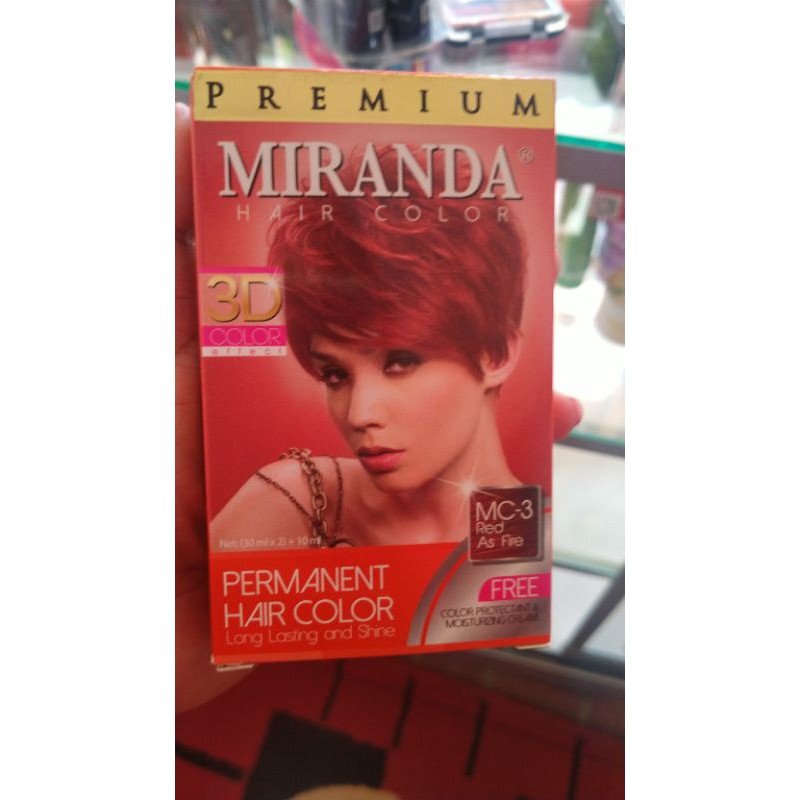 PREMIUM
MIRANDA®
HAIR COLOR
3D
COLOR
effect
MC-3
Red
As Fire
Net: (30 ml x 2) + 10 ml
PERMANENT
HAIR COLOR
Long Lasting and Shine
FREE
COLOR PROTECTANT &
MOISTURIZING CREAM